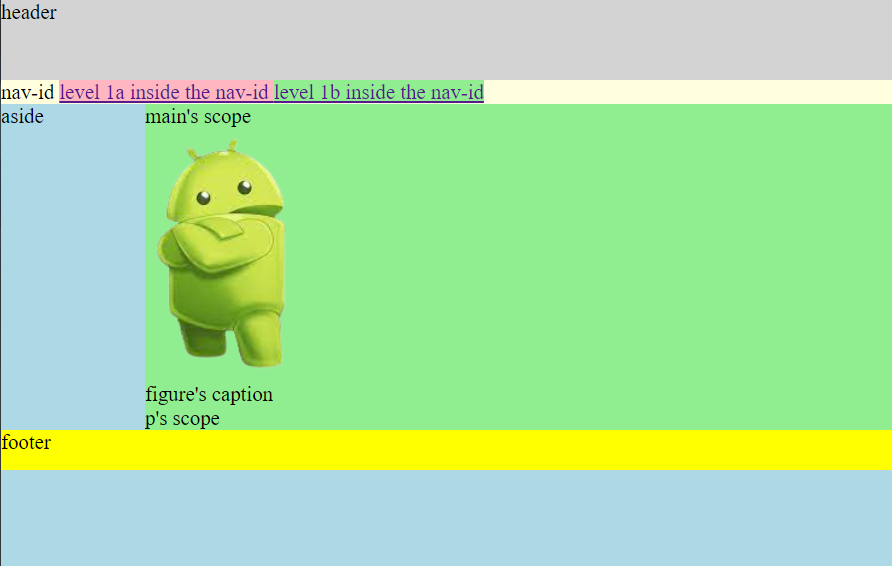 header
nav-id level 1a inside the nav-id level 1b inside the nav-id
aside
main's scope
figure's caption
p's scope
footer